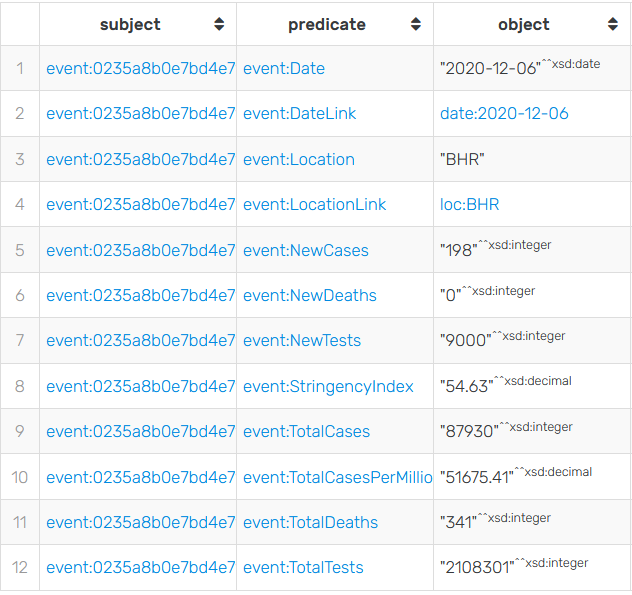 subject predicate object
1 event:0235a8b0e7bd4e7 event:Date "2020-12-06"^^xsd:date
2 event:0235a8b0e7bd4e7 event:DateLink date:2020-12-06
3 event:0235a8b0e7bd4e7 event:Location "BHR"
4 event:0235a8b0e7bd4e7 event:LocationLink loc:BHR
5 event:0235a8b0e7bd4e7 event:NewCases "198"^^xsd:integer
6 event:0235a8b0e7bd4e7 event:NewDeaths "0"^^xsd:integer
7 event:0235a8b0e7bd4e7 event:NewTests "9000"^^xsd:integer
8 event:0235a8b0e7bd4e7 event:StringencyIndex "54.63"^^xsd:decimal
9 event:0235a8b0e7bd4e7 event:TotalCases "87930"^^xsd:integer
10 event:0235a8b0e7bd4e7 event:TotalCasesPerMillio "51675.41"^^xsd:decimal
11 event:0235a8b0e7bd4e7 event:TotalDeaths "341"^^xsd:integer
12 event:0235a8b0e7bd4e7 event:TotalTests "2108301"^^xsd:integer